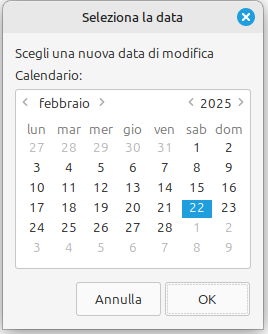 Seleziona la data
Scegli una nuova data di modifica
Calendario:
febbraio 2025
lun mar mer gio ven sab dom
27 28 29 30 31 1 2
3 4 5 6 7 8 9
10 11 12 13 14 15 16
17 18 19 20 21 22 23
24 25 26 27 28 1 2
3 4 5 6 7 8 9
Annulla OK